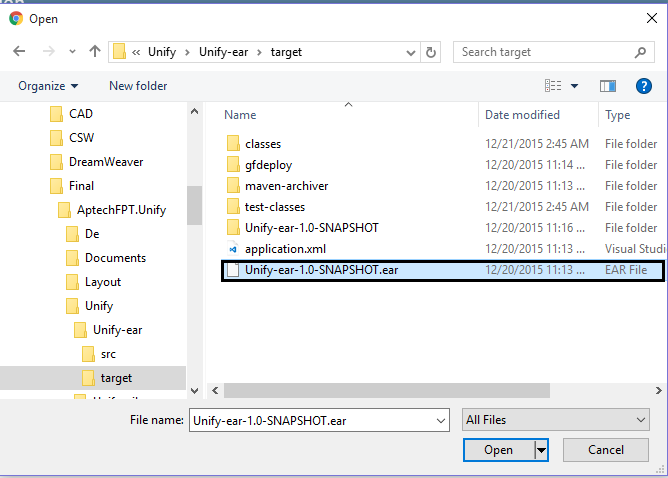 Open
« Unify > Unify-ear > target
Search target
Organize
New folder
CAD
CSW
DreamWeaver
Final
AptechFPT.Unify
De
Documents
Layout
Unify
Unify-ear
src
target
Name Date modified Type
classes 12/21/2015 2:45 AM File folder
gfdeploy 12/20/2015 11:14 ... File folder
maven-archiver 12/20/2015 11:13 ... File folder
test-classes 12/21/2015 2:45 AM File folder
Unify-ear-1.0-SNAPSHOT 12/20/2015 11:16 ... File folder
application.xml 12/20/2015 11:13 ... Visual Studi
Unify-ear-1.0-SNAPSHOT.ear 12/20/2015 11:13 ... EAR File
File name: Unify-ear-1.0-SNAPSHOT.ear
All Files
Open
Cancel